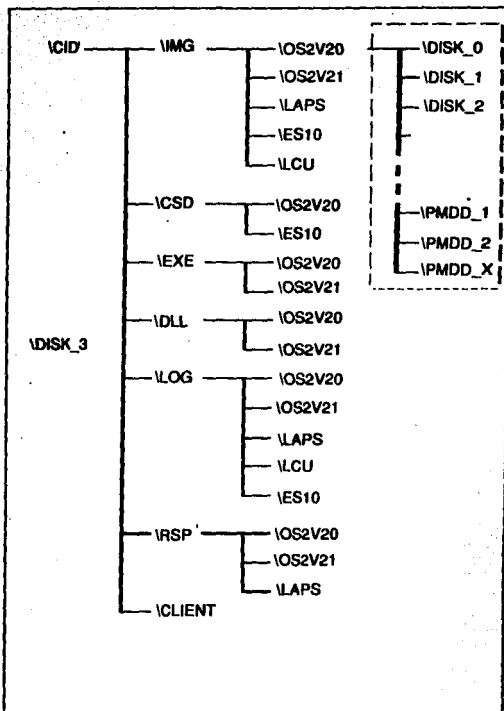 \CID \IMG \OS2V20 \DISK_0
\OS2V21 \DISK_1
\LAPS \DISK_2
\ES10
\LCU
\PMDD_1
\PMDD_2
\PMDD_X
\CSD \OS2V20
\ES10
\EXE \OS2V20
\OS2V21
\DLL \OS2V20
\DISK_3
\OS2V21
\LOG \OS2V20
\OS2V21
\LAPS
\LCU
\ES10
\RSP \OS2V20
\OS2V21
\LAPS
\CLIENT